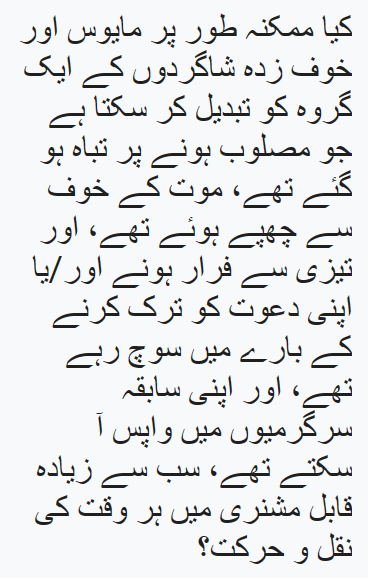 کیا ممکنہ طور پر مایوس اور
خوف زدہ شاگردوں کے ایک
گروہ کو تبدیل کر سکتا ہے
جو مصلوب ہونے پر تباہ ہو
گئے تھے، موت کے خوف
سے چھپے ہوئے تھے، اور
تیزی سے فرار ہونے اور/یا
اپنی دعوت کو ترک کرنے
کے بارے میں سوچ رہے
تھے، اور اپنی سابقہ
سرگرمیوں میں واپس آ
سکتے تھے، سب سے زیادہ
قابل مشنری میں ہر وقت کی
نقل و حرکت؟